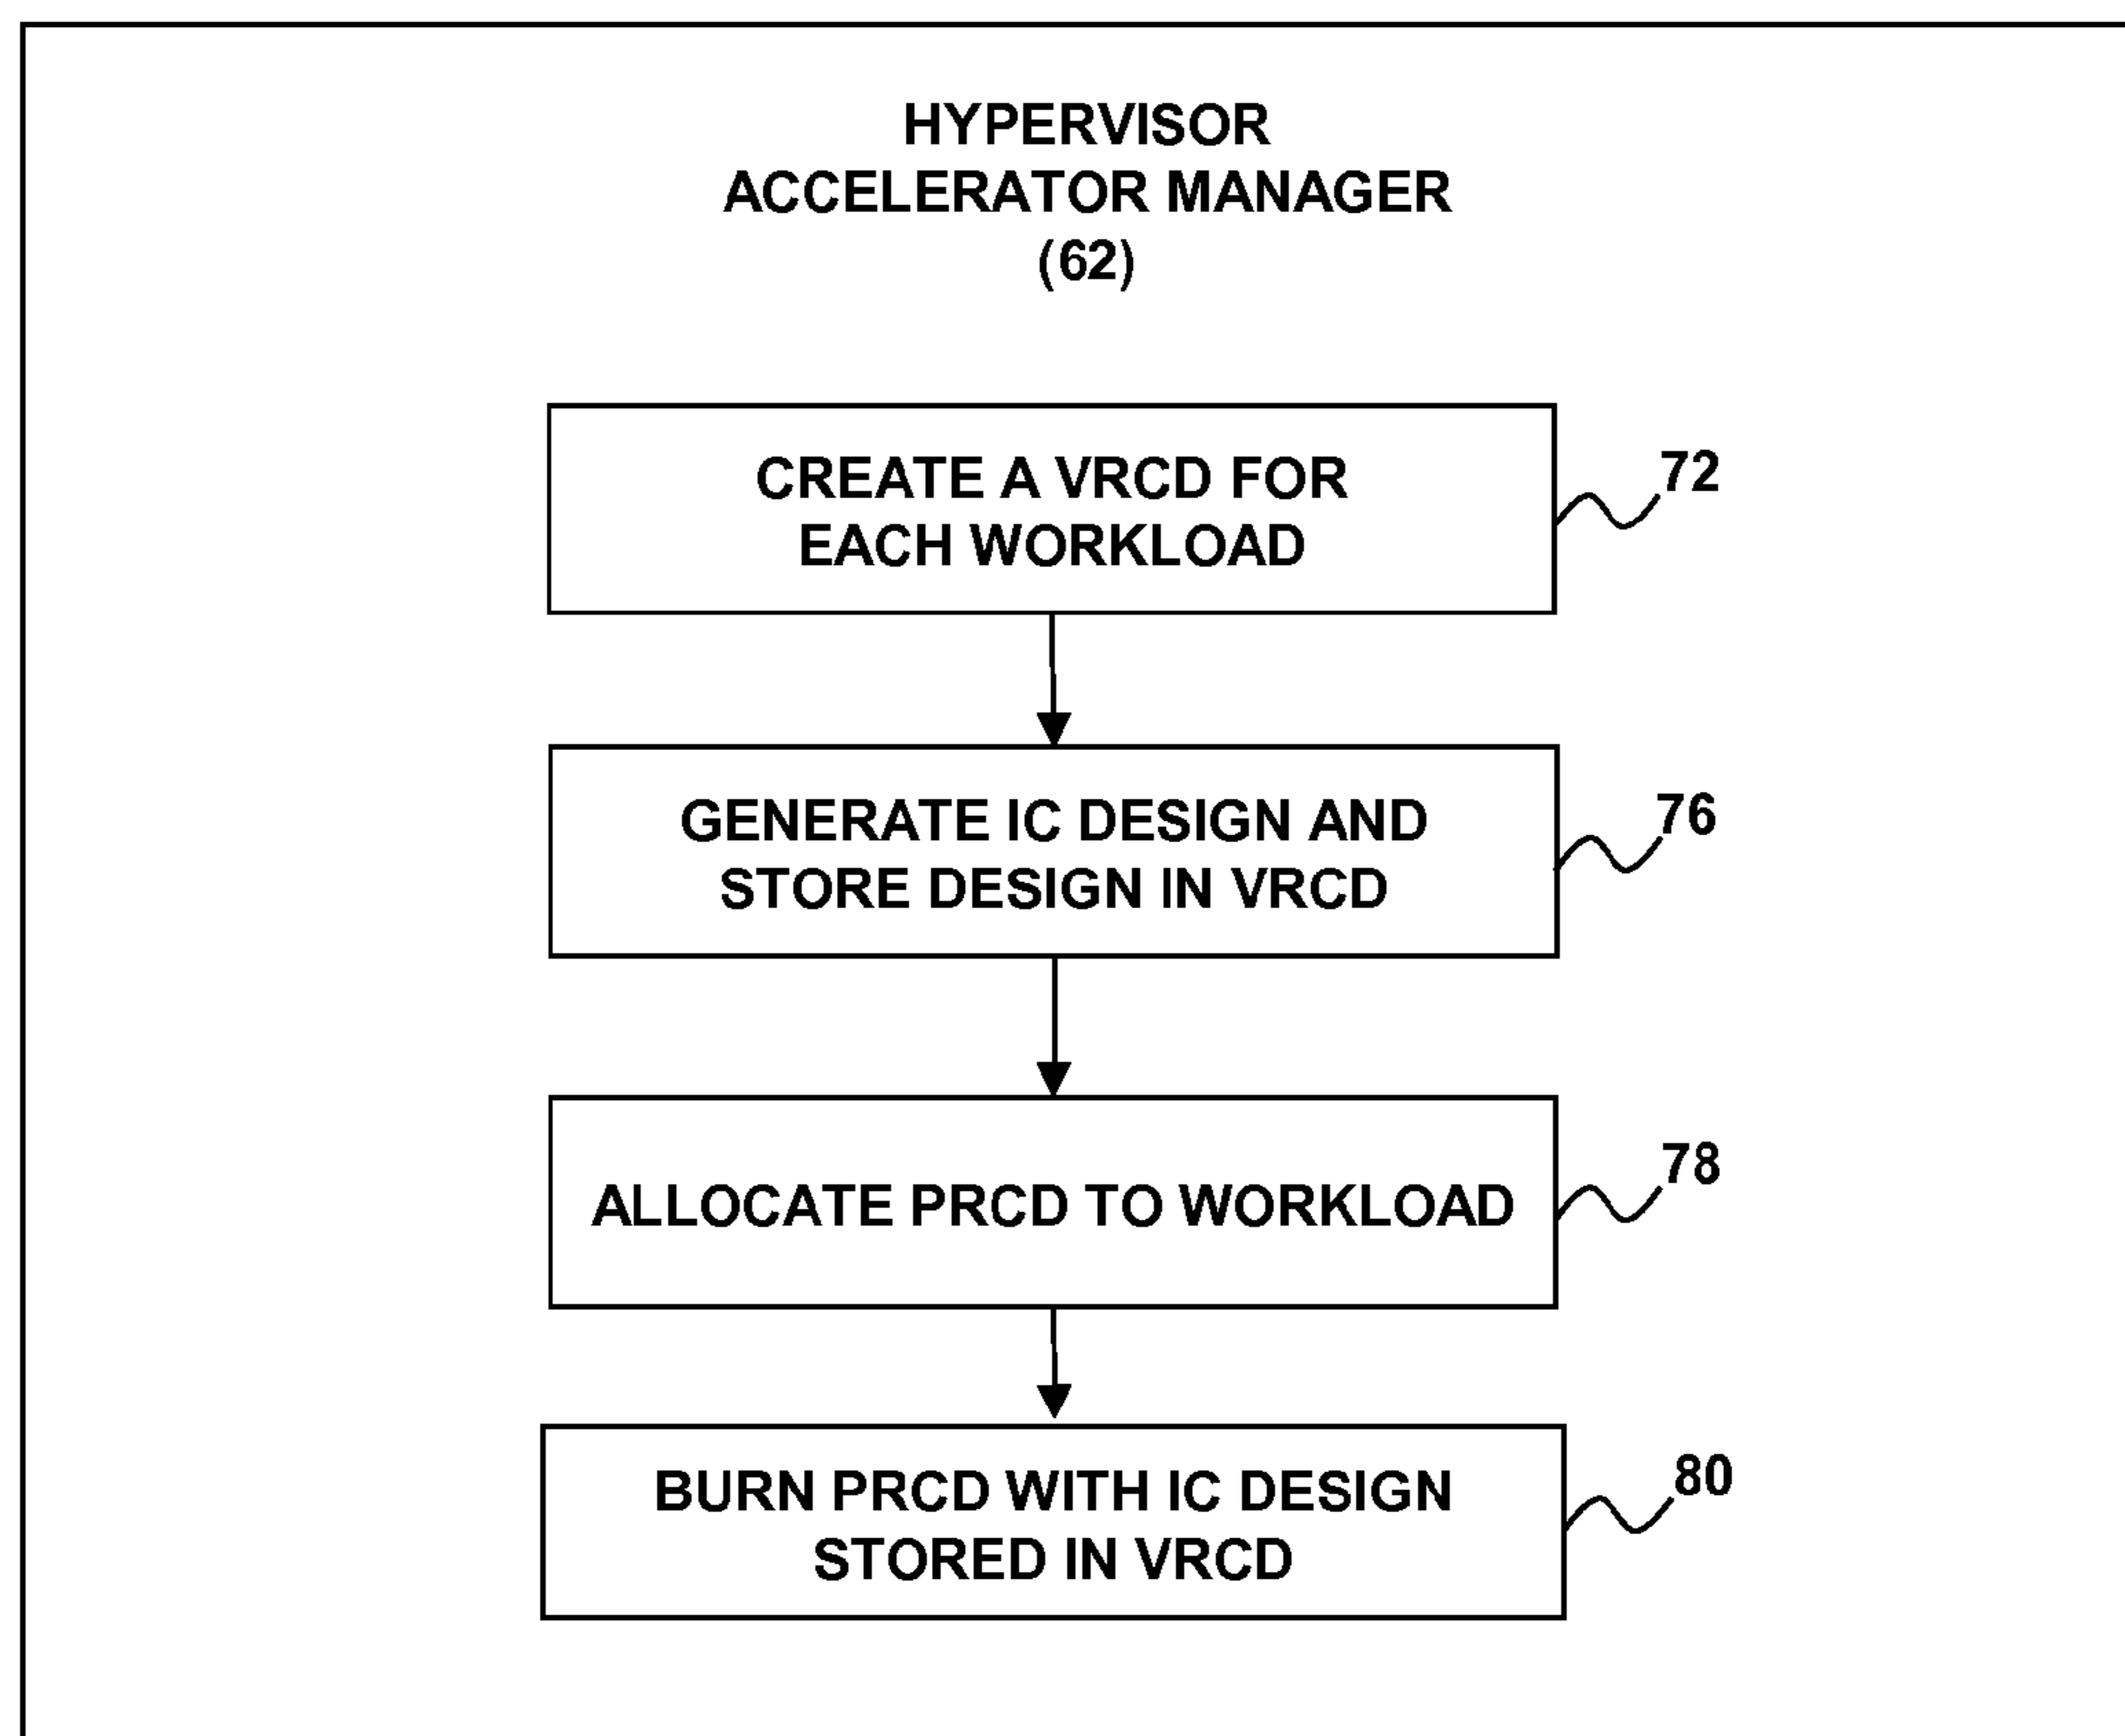 HYPERVISOR
ACCELERATOR MANAGER
(62)
CREATE A VRCD FOR
EACH WORKLOAD
72
GENERATE IC DESIGN AND
STORE DESIGN IN VRCD
76
ALLOCATE PRCD TO WORKLOAD
78
BURN PRCD WITH IC DESIGN
STORED IN VRCD
80